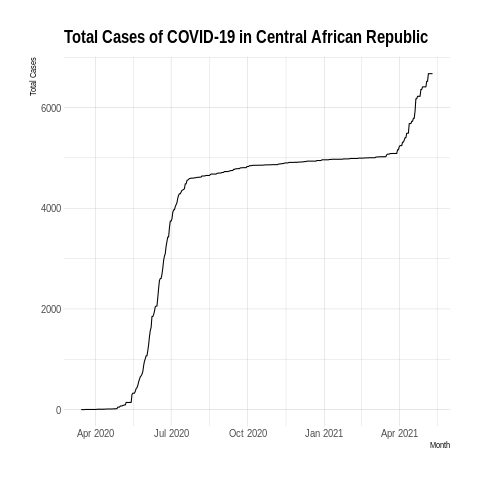 Total Cases of COVID-19 in Central African Republic
Total Cases
6000
4000
2000
0
Apr 2020 Jul 2020 Oct 2020 Jan 2021 Apr 2021
Month